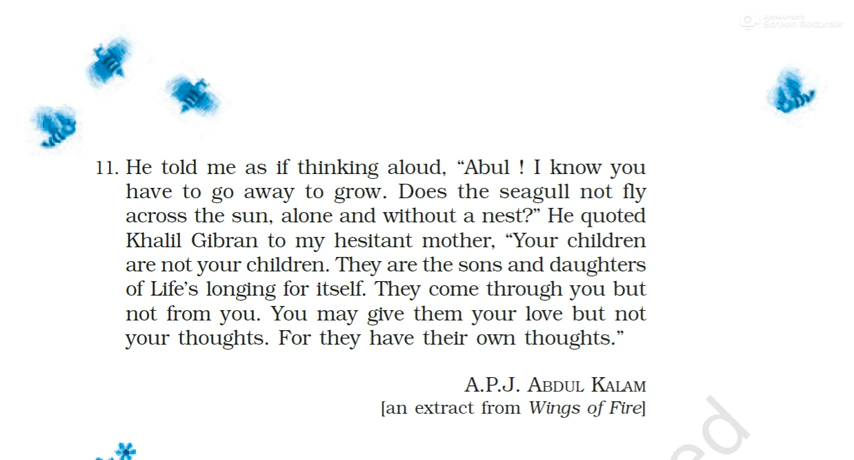 11. He told me as if thinking aloud, “Abul ! I know you
have to go away to grow. Does the seagull not fly
across the sun, alone and without a nest?” He quoted
Khalil Gibran to my hesitant mother, “Your children
are not your children. They are the sons and daughters
of Life’s longing for itself. They come through you but
not from you. You may give them your love but not
your thoughts. For they have their own thoughts.”
A.P.J. ABDUL KALAM
[an extract from Wings of Fire]
ed